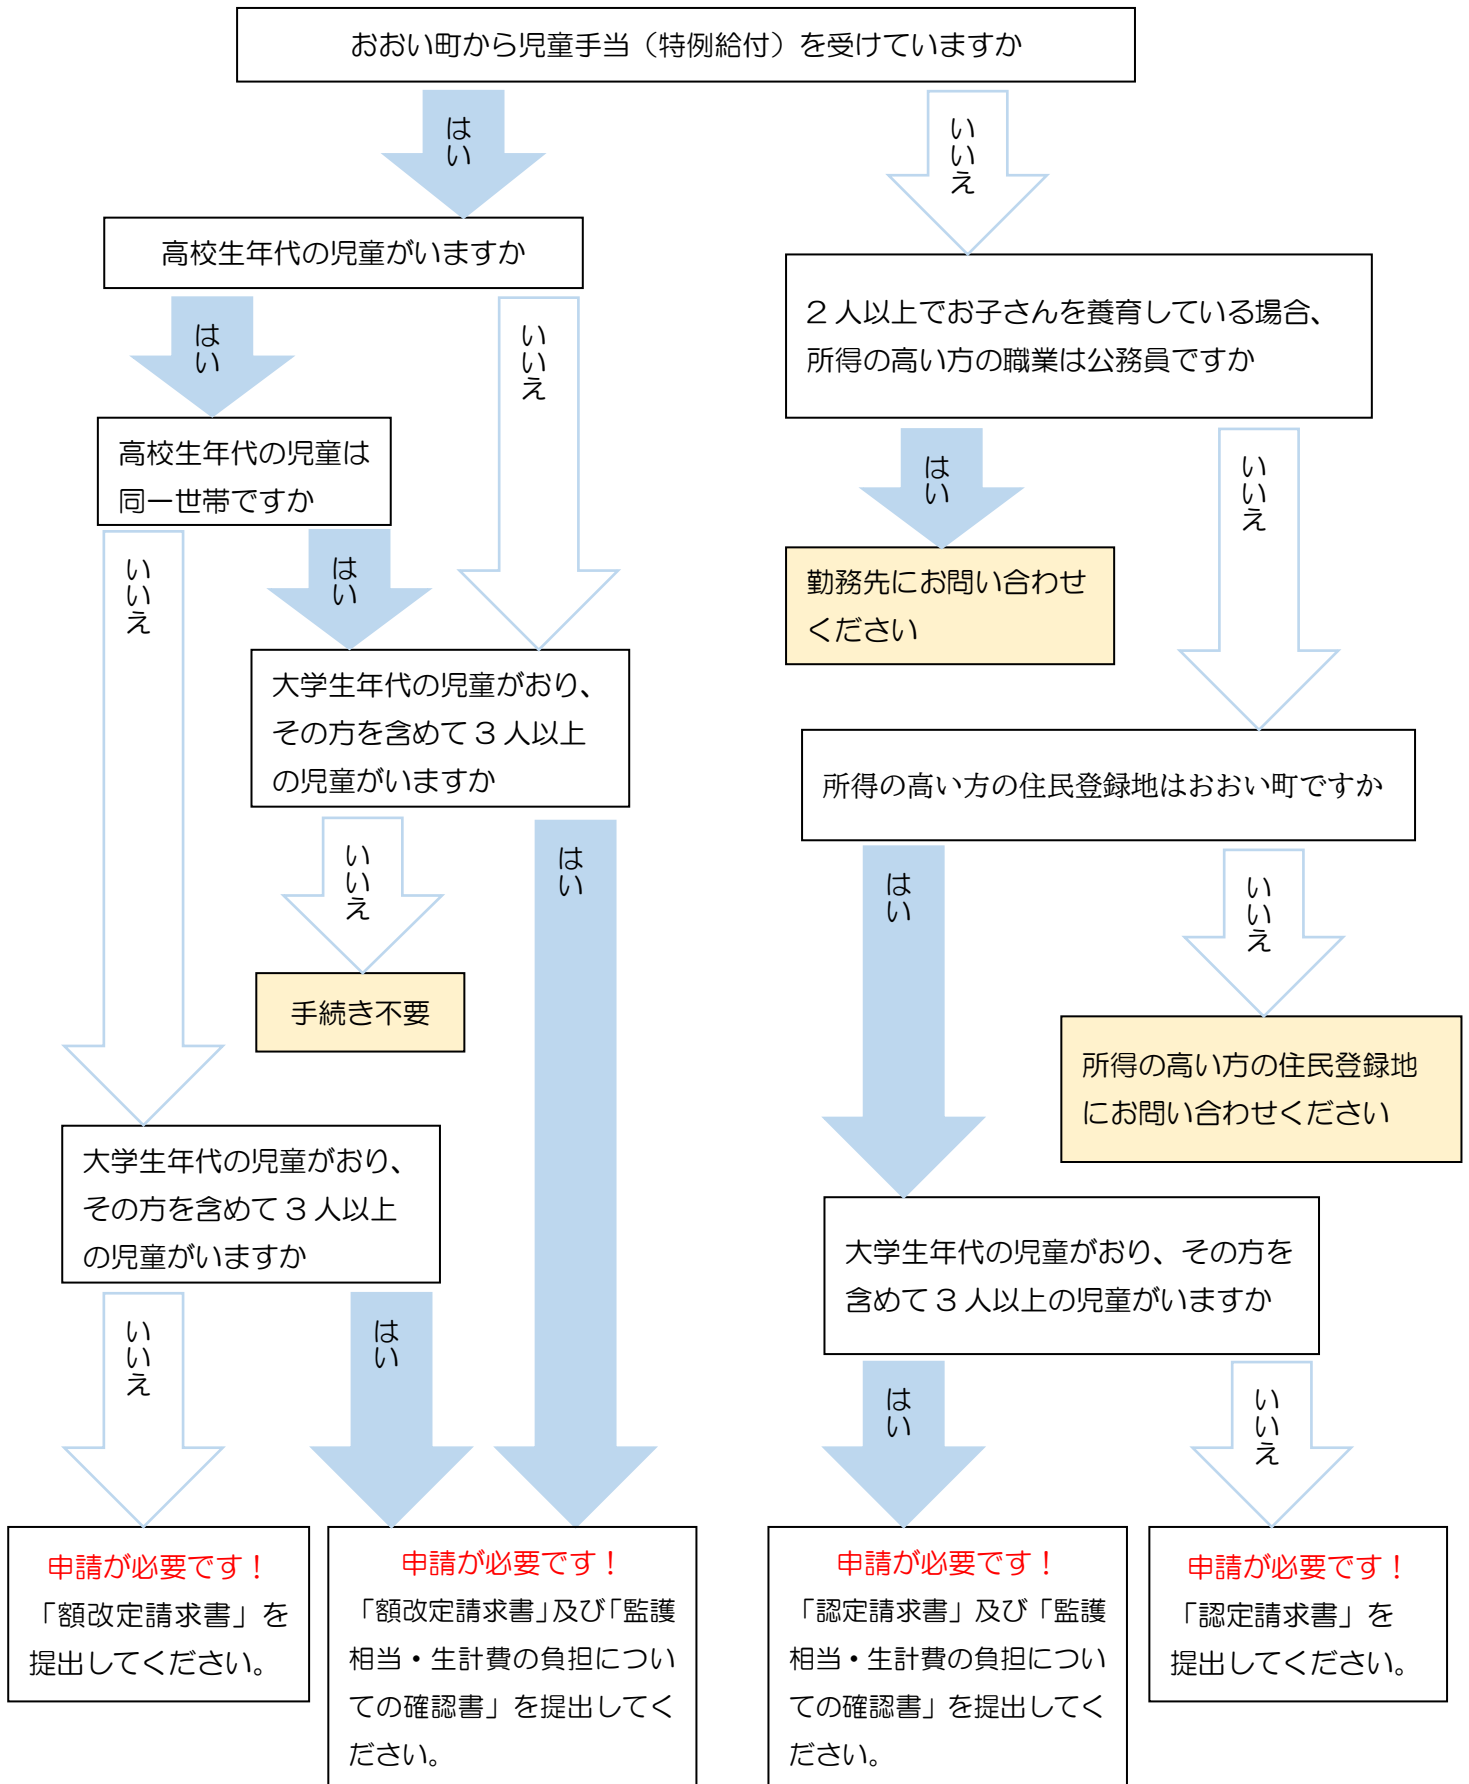 おおい町から児童手当（特例給付）を受けていますか
はい
いいえ
高校生年代の児童がいますか
2人以上でお子さんを養育している場合、
所得の高い方の職業は公務員ですか
はい
いいえ
高校生年代の児童は
同一世帯ですか
はい
いいえ
いいえ
はい
勤務先にお問い合わせ
ください
大学生年代の児童がおり、
その方を含めて3人以上
の児童がいますか
所得の高い方の住民登録地はおおい町ですか
いいえ
はい
はい
いいえ
手続き不要
所得の高い方の住民登録地
にお問い合わせください
大学生年代の児童がおり、
その方を含めて3人以上
の児童がいますか
大学生年代の児童がおり、その方を
含めて3人以上の児童がいますか
いいえ
はい
はい
いいえ
申請が必要です！
「額改定請求書」を
提出してください。
申請が必要です！
「額改定請求書」及び「監護
相当・生計費の負担につい
ての確認書」を提出してく
ださい。
申請が必要です！
「認定請求書」及び「監護
相当・生計費の負担につい
ての確認書」を提出してく
ださい。
申請が必要です！
「認定請求書」を
提出してください。